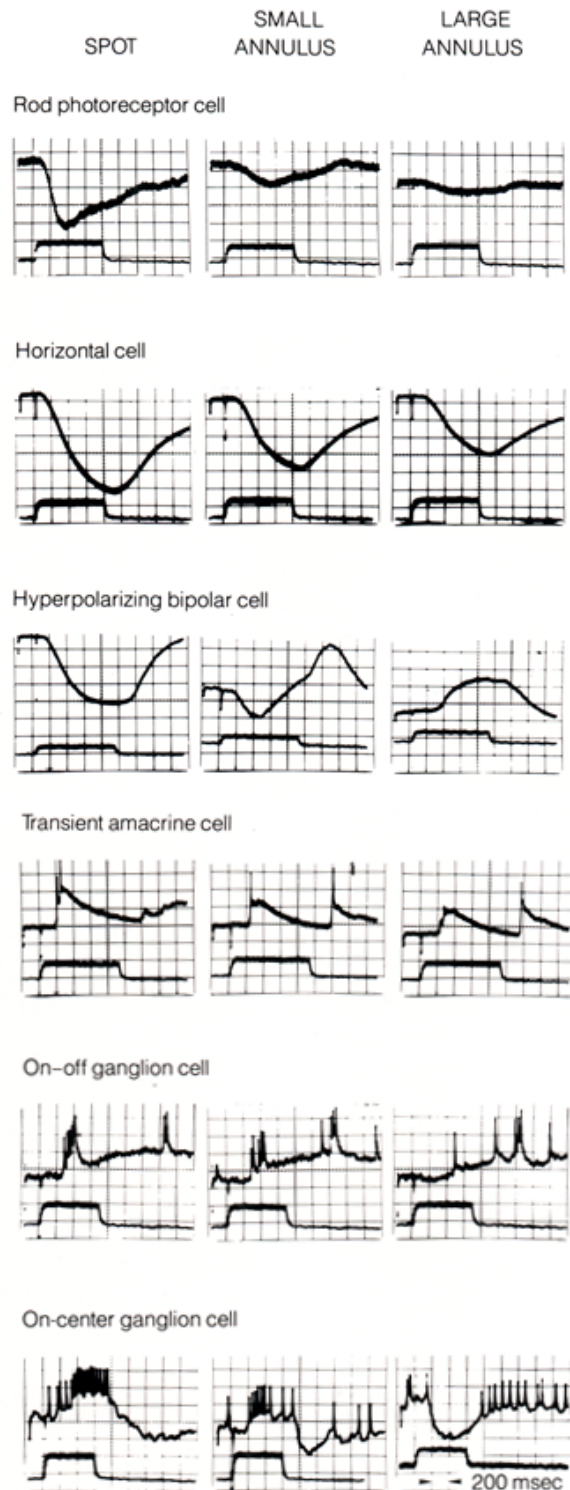 SPOT
SMALL
ANNULUS
LARGE
ANNULUS
Rod photoreceptor cell
Horizontal cell
Hyperpolarizing bipolar cell
Transient amacrine cell
On–off ganglion cell
On-center ganglion cell
200 msec